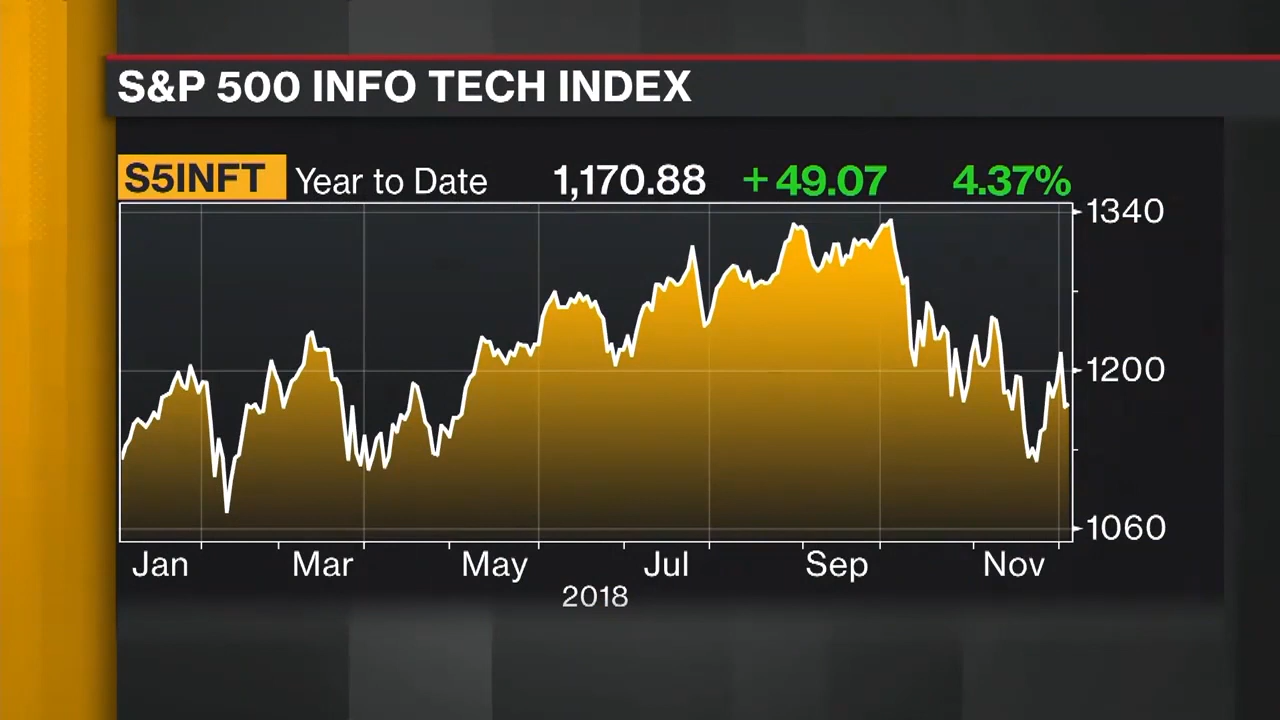 S&P 500 INFO TECH INDEX
S5INFT Year to Date 1,170.88 +49.07 4.37%
1340
1200
1060
Jan Mar May Jul Sep Nov
2018